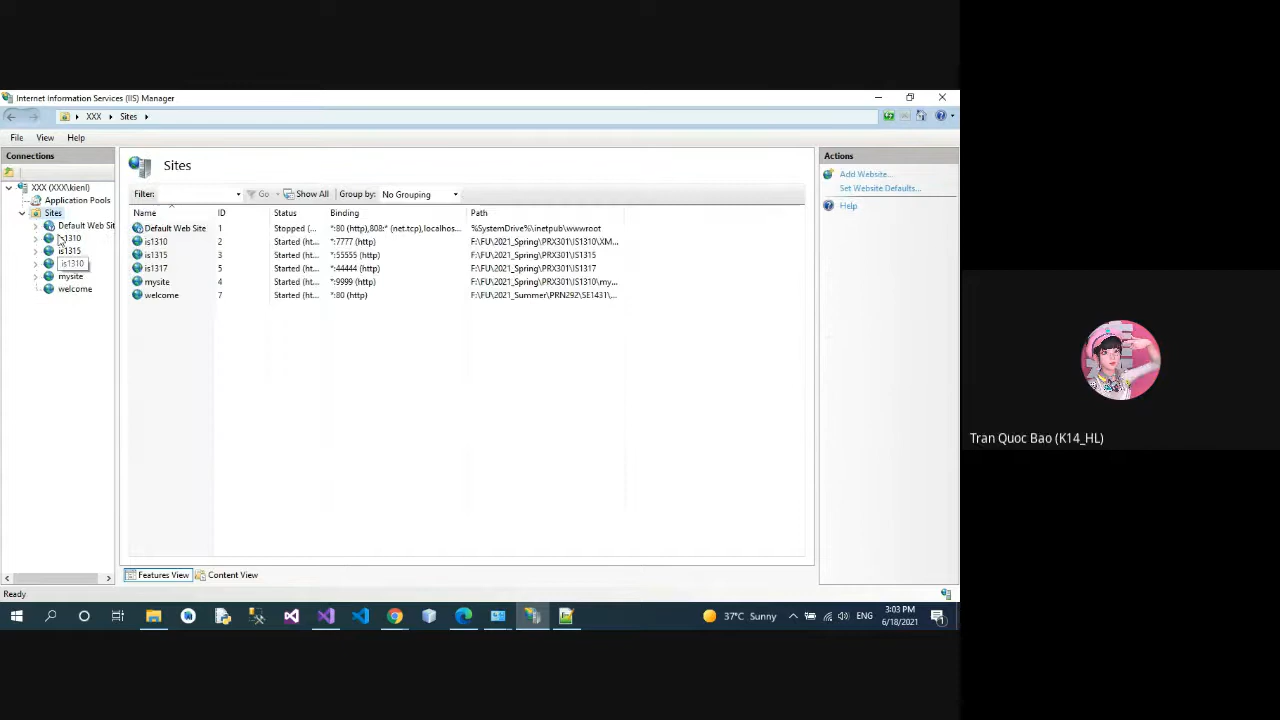 Internet Information Services (IIS) Manager
XXX Sites
File View Help
Connections
XXX (XXX\kienl)
Application Pools
Sites
Default Web Sit
is1310
is1315
is1310
mysite
welcome
Sites
Filter: Go Show All Group by: No Grouping
Name ID Status Binding Path
Default Web Site 1 Stopped (... *:80 (http),808:* (net.tcp),localhos... %SystemDrive%\inetpub\wwwroot
is1310 2 Started (ht... *:7777 (http) F:\FU\2021_Spring\PRX301\IS1310\XM...
is1315 3 Started (ht... *:55555 (http) F:\FU\2021_Spring\PRX301\IS1315
is1317 5 Started (ht... *:44444 (http) F:\FU\2021_Spring\PRX301\IS1317
mysite 4 Started (ht... *:9999 (http) F:\FU\2021_Spring\PRX301\IS1310\my...
welcome 7 Started (ht... *:80 (http) F:\FU\2021_Summer\PRN292\SE1431\...
Features View Content View
Actions
Add Website...
Set Website Defaults...
Help
Ready
37°C Sunny ENG 3:03 PM
6/18/2021
Tran Quoc Bao (K14_HL)